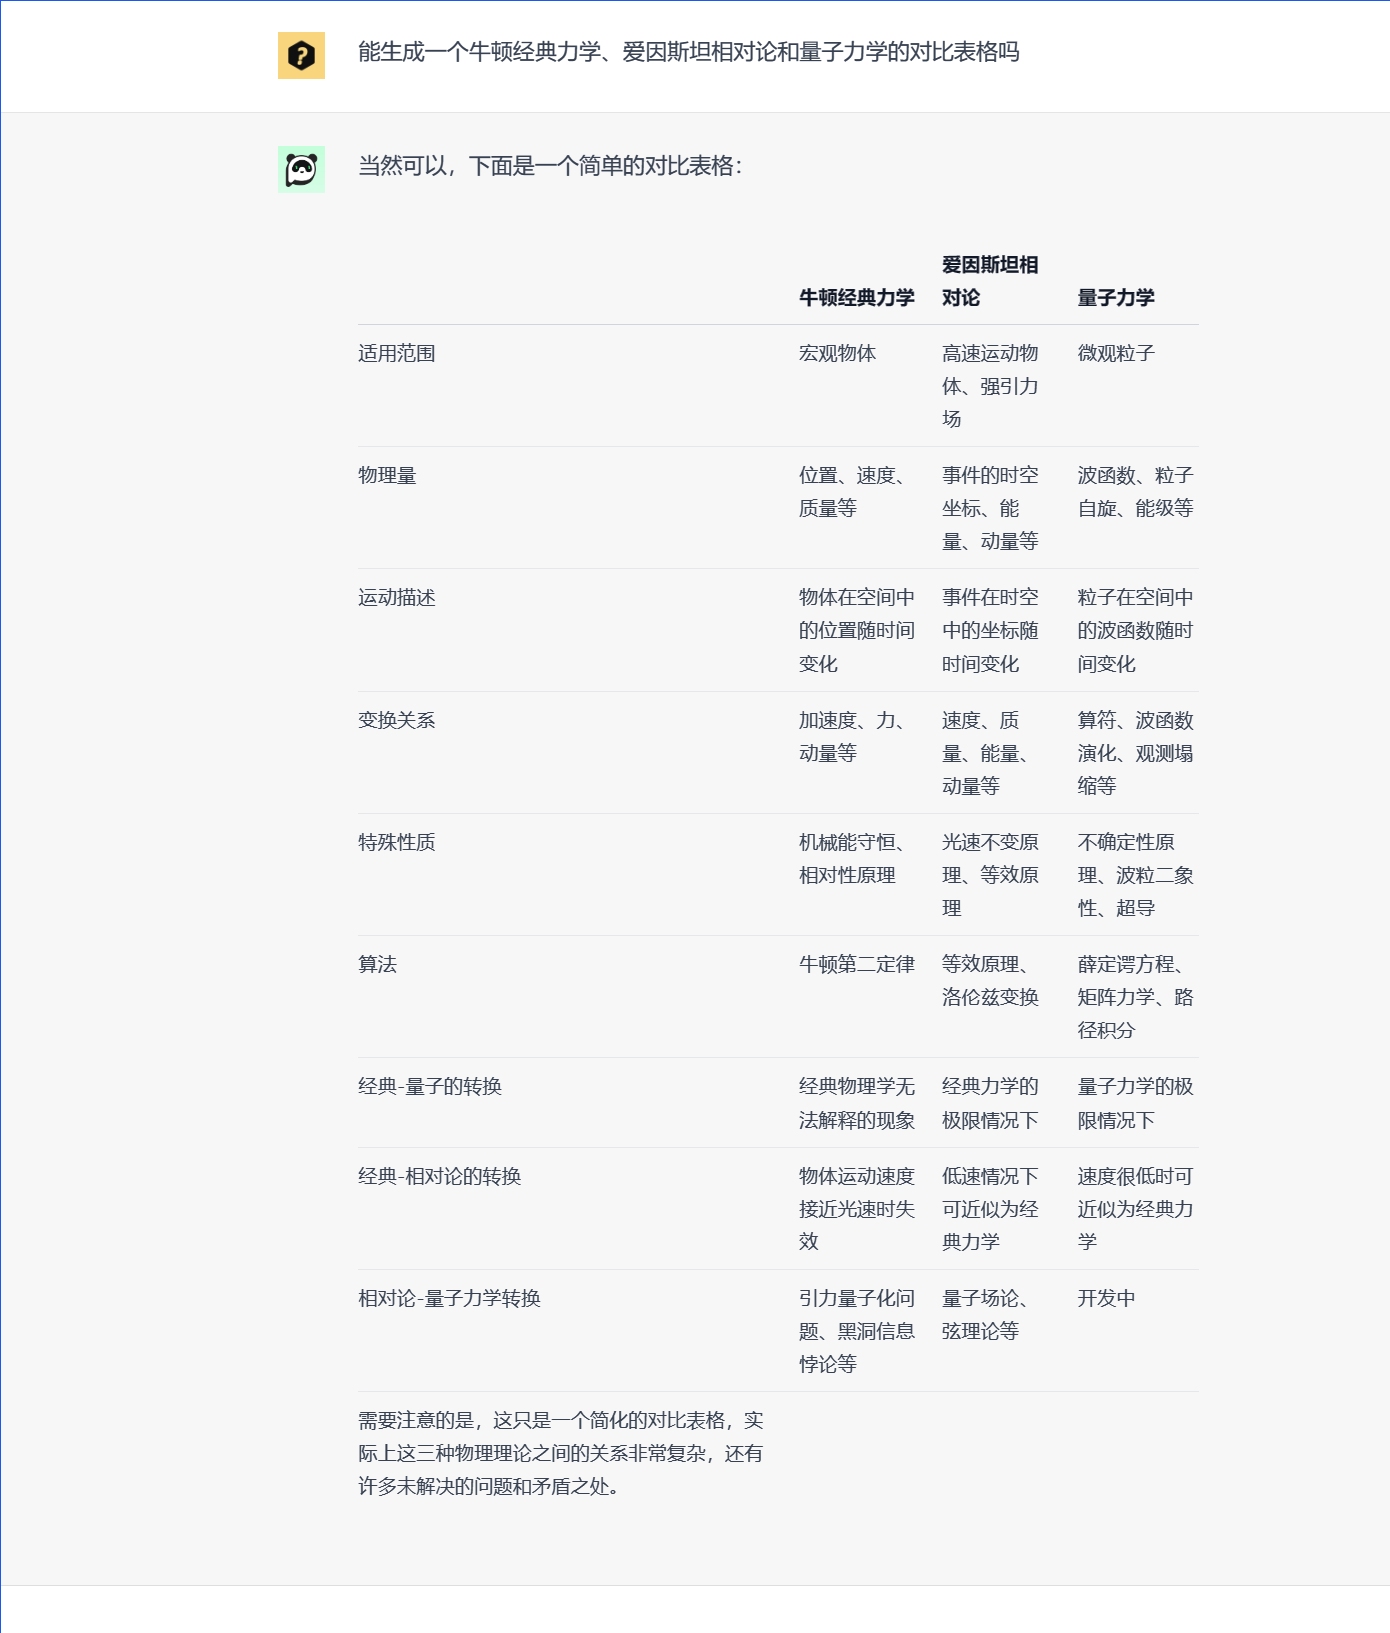 能生成一个牛顿经典力学、爱因斯坦相对论和量子力学的对比表格吗
当然可以，下面是一个简单的对比表格：
牛顿经典力学
爱因斯坦相
对论
量子力学
适用范围
宏观物体
高速运动物
体、强引力
场
微观粒子
物理量
位置、速度、
质量等
事件的时空
坐标、能
量、动量等
波函数、粒子
自旋、能级等
运动描述
物体在空间中
的位置随时间
变化
事件在时空
中的坐标随
时间变化
粒子在空间中
的波函数随时
间变化
变换关系
加速度、力、
动量等
速度、质
量、能量、
动量等
算符、波函数
演化、观测塌
缩等
特殊性质
机械能守恒、
相对性原理
光速不变原
理、等效原
理
不确定性原
理、波粒二象
性、超导
算法
牛顿第二定律
等效原理、
洛伦兹变换
薛定谔方程、
矩阵力学、路
径积分
经典-量子的转换
经典物理学无
法解释的现象
经典力学的
极限情况下
量子力学的极
限情况下
经典-相对论的转换
物体运动速度
接近光速时失
效
低速情况下
可近似为经
典力学
速度很低时可
近似为经典力
学
相对论-量子力学转换
引力量子化问
题、黑洞信息
悖论等
量子场论、
弦理论等
开发中
需要注意的是，这只是一个简化的对比表格，实
际上这三种物理理论之间的关系非常复杂，还有
许多未解决的问题和矛盾之处。